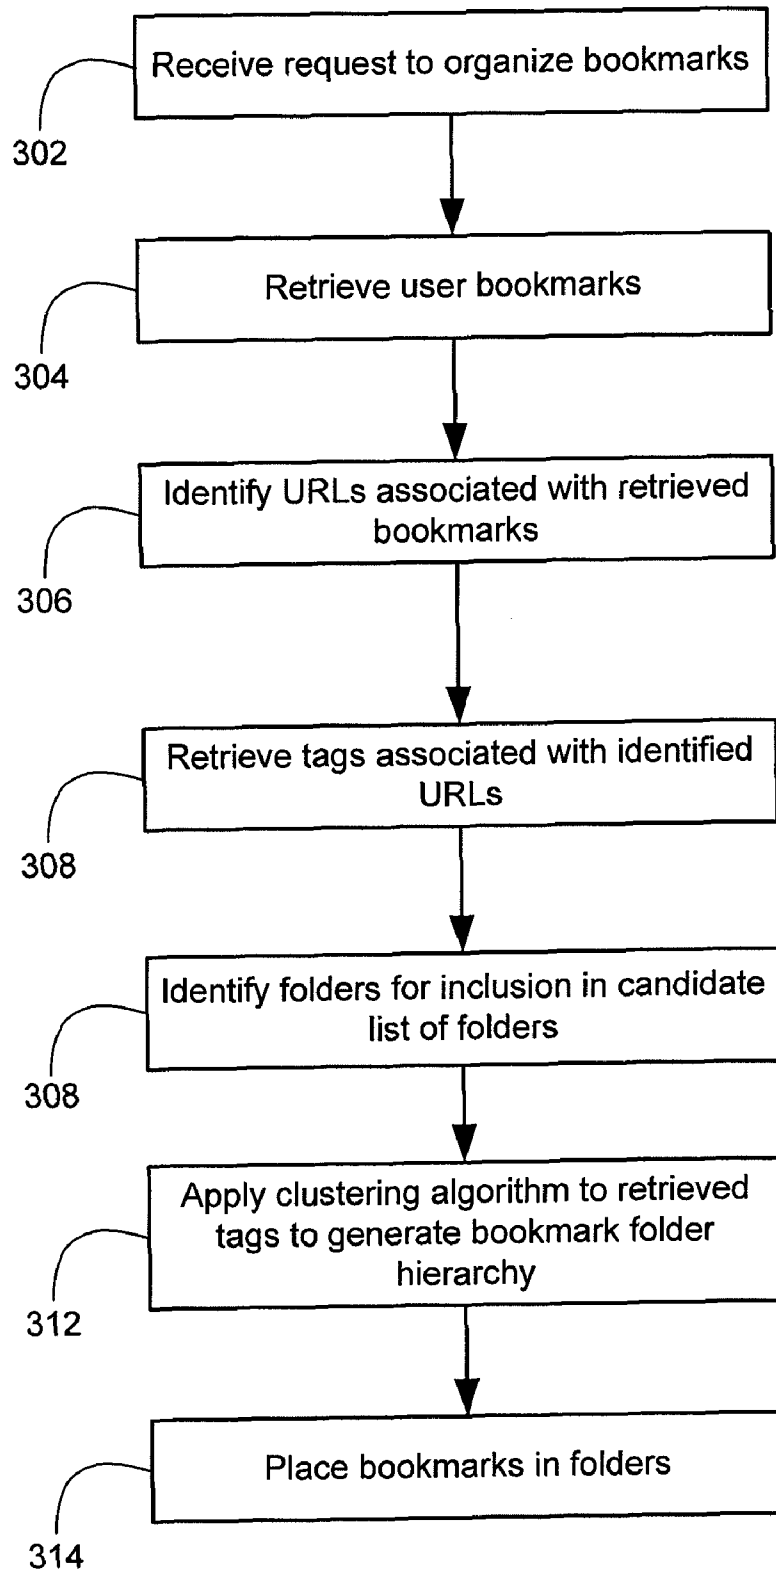 Receive request to organize bookmarks
302
Retrieve user bookmarks
304
Identify URLs associated with retrieved
bookmarks
306
Retrieve tags associated with identified
URLs
308
Identify folders for inclusion in candidate
list of folders
308
Apply clustering algorithm to retrieved
tags to generate bookmark folder
hierarchy
312
Place bookmarks in folders
314